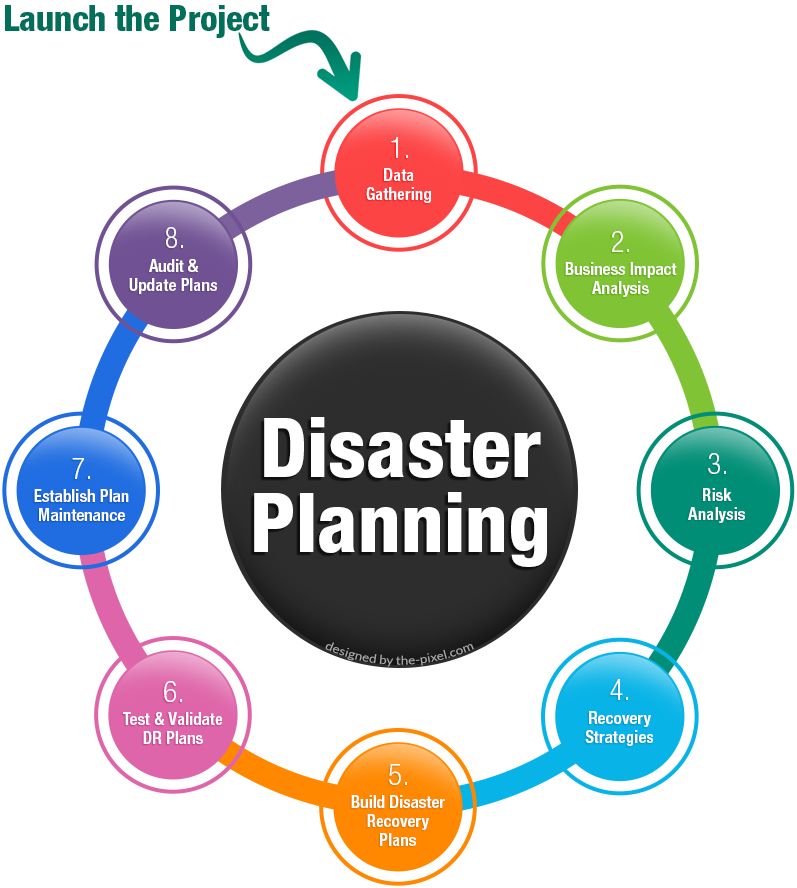 Launch the Project
1.
Data
Gathering
2.
Business Impact
Analysis
3.
Risk
Analysis
4.
Recovery
Strategies
5.
Build Disaster
Recovery
Plans
6.
Test & Validate
DR Plans
7.
Establish Plan
Maintenance
8.
Audit &
Update Plans
Disaster
Planning
designed by the-pixel.com